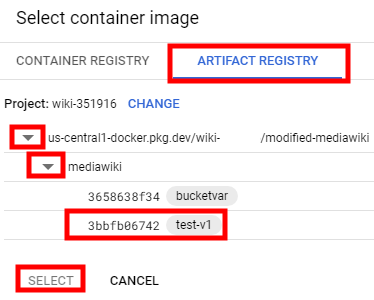 Select container image
CONTAINER REGISTRY ARTIFACT REGISTRY
Project: wiki-351916 CHANGE
us-central1-docker.pkg.dev/wiki- /modified-mediawiki
mediawiki
3658638f34 bucketvar
3bbfb06742 test-v1
SELECT CANCEL